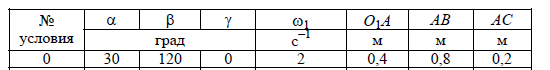 № условия α β γ ω₁ O₁A AB AC
град с⁻¹ м м м
0 30 120 0 2 0,4 0,8 0,2